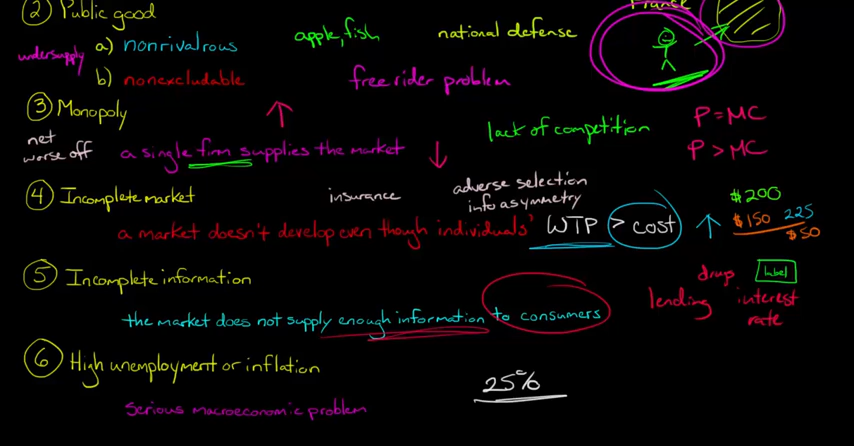 ② Public good
France
undersupply
a) nonrivalrous
apple, fish
national defense
b) nonexcludable
free rider problem
③ Monopoly
net
worse off
a single firm supplies the market
lack of competition
P = MC
P > MC
④ Incomplete market
insurance
adverse selection
info asymmetry
a market doesn't develop even though individuals' WTP > cost
$200
$150 225
$50
⑤ Incomplete information
the market does not supply enough information to consumers
drugs label
lending interest
rate
⑥ High unemployment or inflation
25%
serious macroeconomic problem